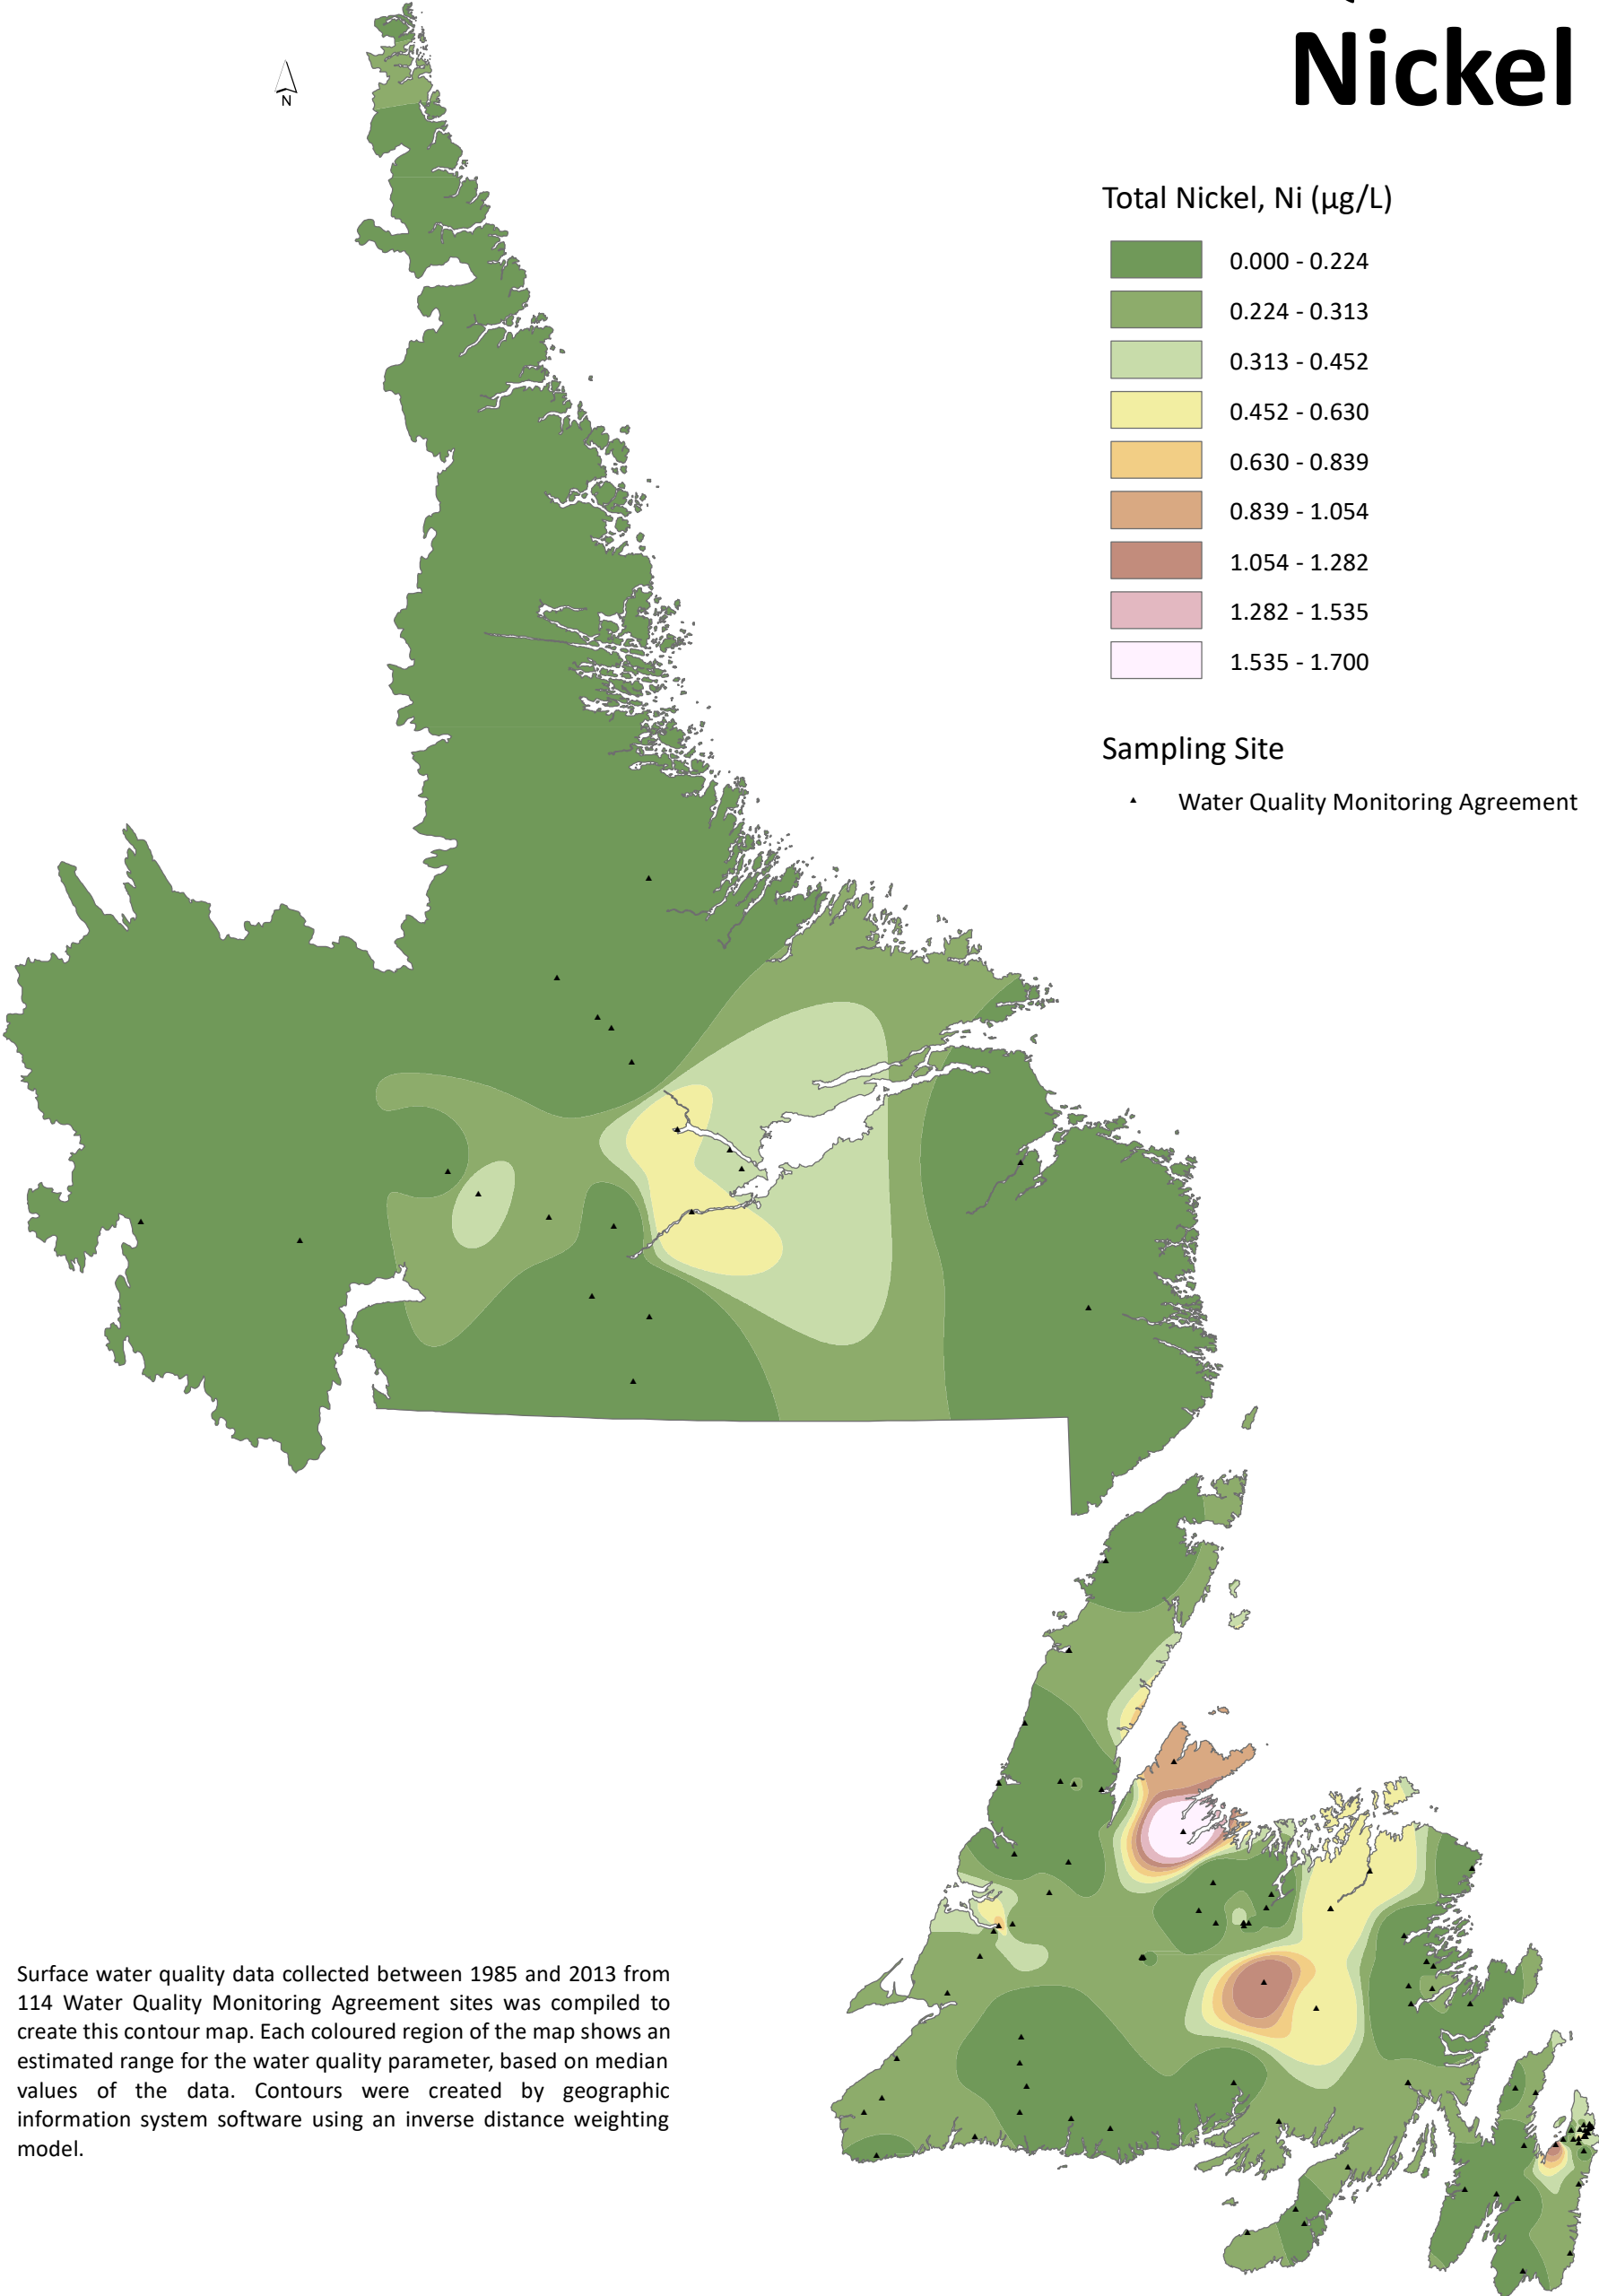 Nickel
N
Total Nickel, Ni (µg/L)
0.000 - 0.224
0.224 - 0.313
0.313 - 0.452
0.452 - 0.630
0.630 - 0.839
0.839 - 1.054
1.054 - 1.282
1.282 - 1.535
1.535 - 1.700
Sampling Site
Water Quality Monitoring Agreement
Surface water quality data collected between 1985 and 2013 from
114 Water Quality Monitoring Agreement sites was compiled to
create this contour map. Each coloured region of the map shows an
estimated range for the water quality parameter, based on median
values of the data. Contours were created by geographic
information system software using an inverse distance weighting
model.